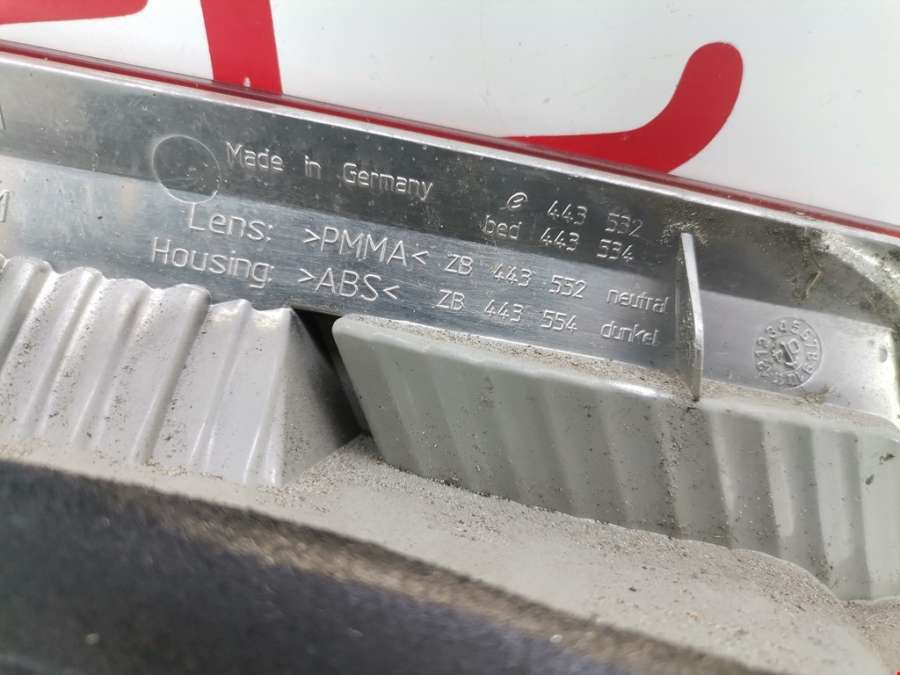 Made in Germany
443 532
bed 443 534
Lens: >PMMA< ZB 443 532 neutral
Housing: >ABS< ZB 443 554 dunkel